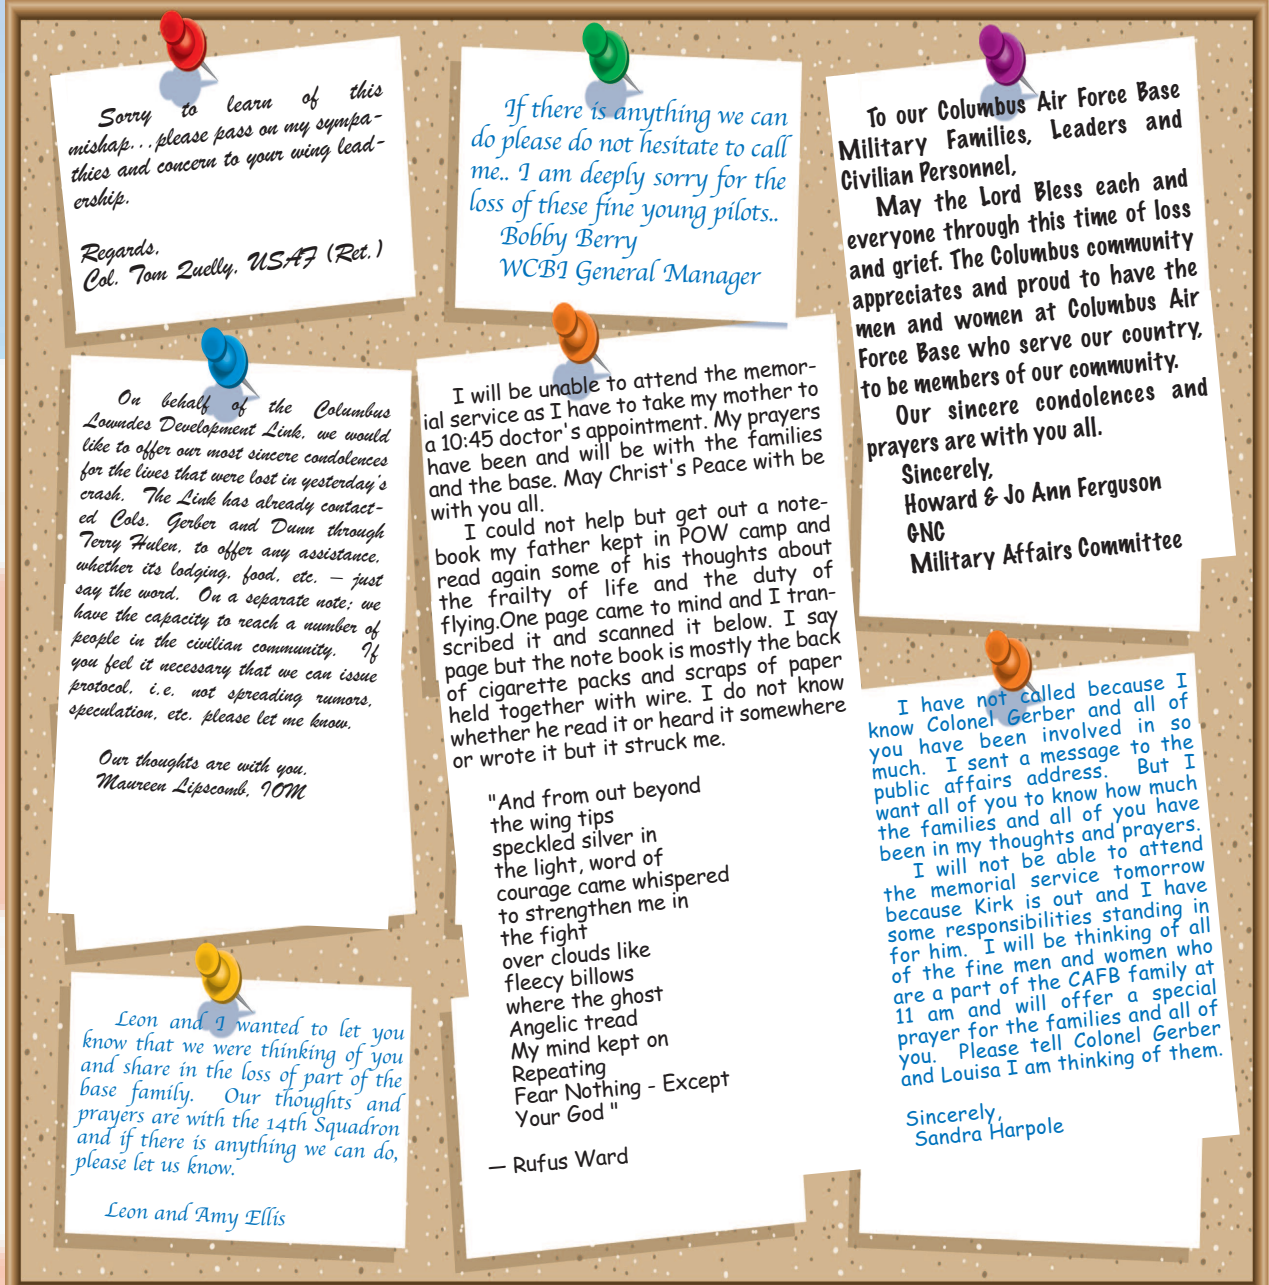 Sorry to learn of this
mishap...please pass on my sympa-
thies and concern to your wing lead-
ership.
Regards,
Col. Tom Quelly, USAF (Ret.)
If there is anything we can
do please do not hesitate to call
me.. I am deeply sorry for the
loss of these fine young pilots..
Bobby Berry
WCBI General Manager
To our Columbus Air Force Base
Military Families, Leaders and
Civilian Personnel,
May the Lord Bless each and
everyone through this time of loss
and grief. The Columbus community
appreciates and proud to have the
men and women at Columbus Air
Force Base who serve our country,
to be members of our community.
Our sincere condolences and
prayers are with you all.
Sincerely,
Howard & Jo Ann Ferguson
GNC
Military Affairs Committee
On behalf of the Columbus
Lowndes Development Link, we would
like to offer our most sincere condolences
for the lives that were lost in yesterday's
crash. The Link has already contact-
ed Cols. Gerber and Dunn through
Terry Hulen, to offer any assistance,
whether its lodging, food, etc. – just
say the word. On a separate note; we
have the capacity to reach a number of
people in the civilian community. If
you feel it necessary that we can issue
protocol, i.e. not spreading rumors,
speculation, etc. please let me know.
Our thoughts are with you,
Maureen Lipscomb, IOM
I will be unable to attend the memor-
ial service as I have to take my mother to
a 10:45 doctor's appointment. My prayers
have been and will be with the families
and the base. May Christ's Peace with be
with you all.
I could not help but get out a note-
book my father kept in POW camp and
read again some of his thoughts about
the frailty of life and the duty of
flying.One page came to mind and I tran-
scribed it and scanned it below. I say
page but the note book is mostly the back
of cigarette packs and scraps of paper
held together with wire. I do not know
whether he read it or heard it somewhere
or wrote it but it struck me.
"And from out beyond
the wing tips
speckled silver in
the light, word of
courage came whispered
to strengthen me in
the fight
over clouds like
fleecy billows
where the ghost
Angelic tread
My mind kept on
Repeating
Fear Nothing - Except
Your God "
— Rufus Ward
I have not called because I
know Colonel Gerber and all of
you have been involved in so
much. I sent a message to the
public affairs address. But I
want all of you to know how much
the families and all of you have
been in my thoughts and prayers.
I will not be able to attend
the memorial service tomorrow
because Kirk is out and I have
some responsibilities standing in
for him. I will be thinking of all
of the fine men and women who
are a part of the CAFB family at
11 am and will offer a special
prayer for the families and all of
you. Please tell Colonel Gerber
and Louisa I am thinking of them.
Sincerely,
Sandra Harpole
Leon and I wanted to let you
know that we were thinking of you
and share in the loss of part of the
base family. Our thoughts and
prayers are with the 14th Squadron
and if there is anything we can do,
please let us know.
Leon and Amy Ellis